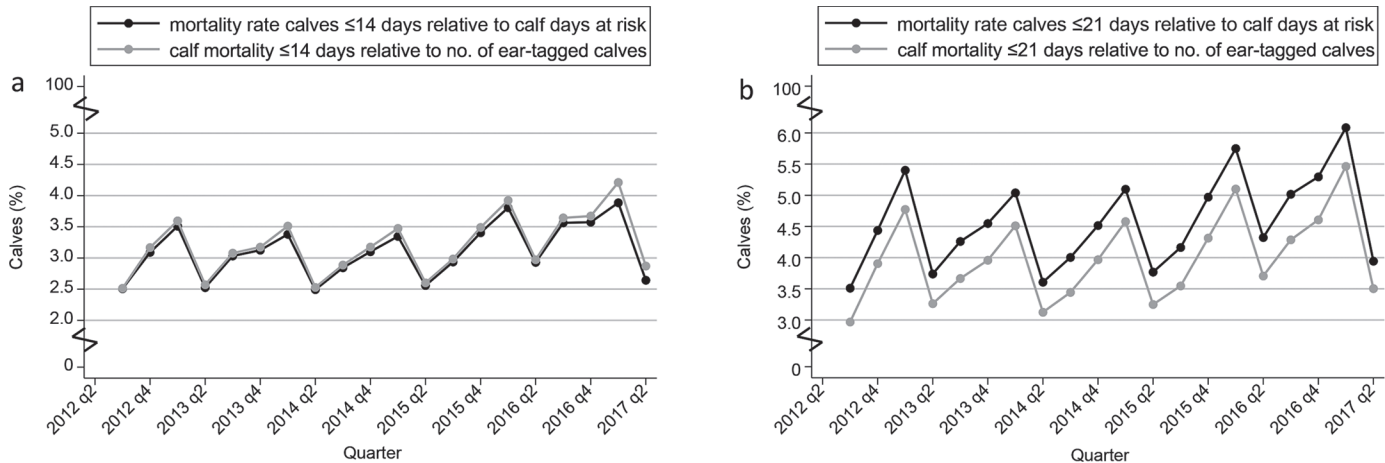 mortality rate calves ≤14 days relative to calf days at risk
calf mortality ≤14 days relative to no. of ear-tagged calves
a
100
5.0
4.5
4.0
3.5
3.0
2.5
2.0
0
Calves (%)
2012 q2
2012 q4
2013 q2
2013 q4
2014 q2
2014 q4
2015 q2
2015 q4
2016 q2
2016 q4
2017 q2
Quarter
mortality rate calves ≤21 days relative to calf days at risk
calf mortality ≤21 days relative to no. of ear-tagged calves
b
100
6.0
5.5
5.0
4.5
4.0
3.5
3.0
0
Calves (%)
2012 q2
2012 q4
2013 q2
2013 q4
2014 q2
2014 q4
2015 q2
2015 q4
2016 q2
2016 q4
2017 q2
Quarter